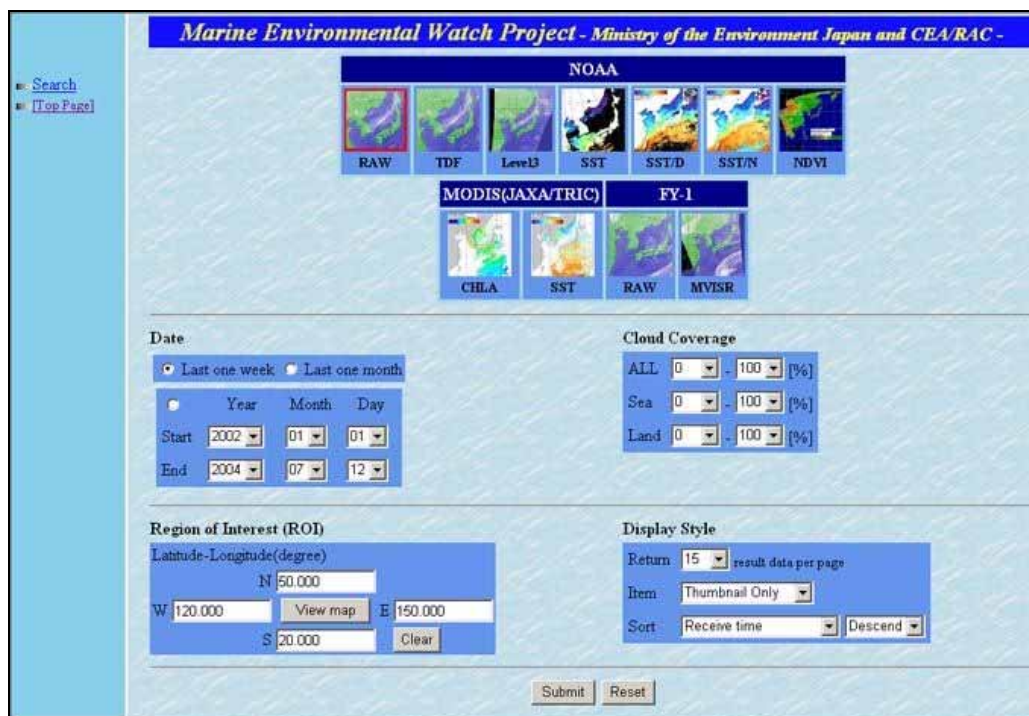 Marine Environmental Watch Project - Ministry of the Environment Japan and CEA/RAC -
Search
[Top Page]
NOAA
RAW TDF Level3 SST SST/D SST/N NDVI
MODIS(JAXA/TRIC) FY-1
CHLA SST RAW MVISR
Date
Last one week Last one month
Year Month Day
Start 2002 01 01
End 2004 07 12
Cloud Coverage
ALL 0 - 100 [%]
Sea 0 - 100 [%]
Land 0 - 100 [%]
Region of Interest (ROI)
Latitude-Longitude(degree)
N 50.000
W 120.000 View map E 150.000
S 20.000 Clear
Display Style
Return 15 result data per page
Item Thumbnail Only
Sort Receive time Descend
Submit Reset